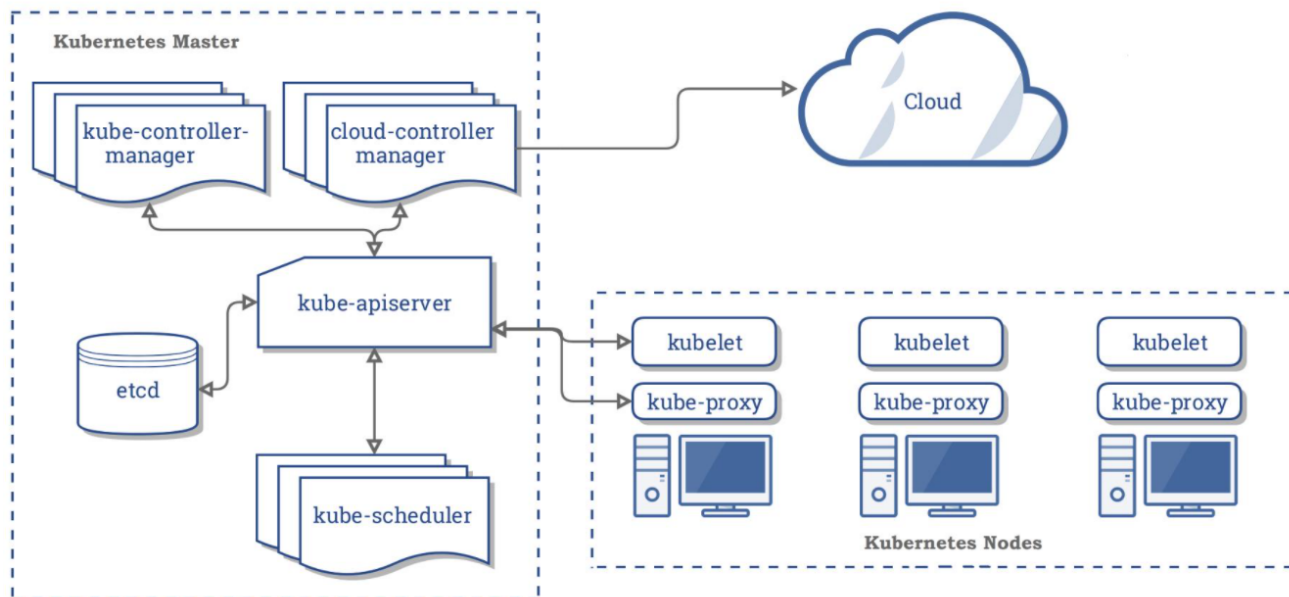 Kubernetes Master
kube-controller-
manager
cloud-controller
manager
Cloud
kube-apiserver
etcd
kube-scheduler
kubelet
kubelet
kubelet
kube-proxy
kube-proxy
kube-proxy
Kubernetes Nodes